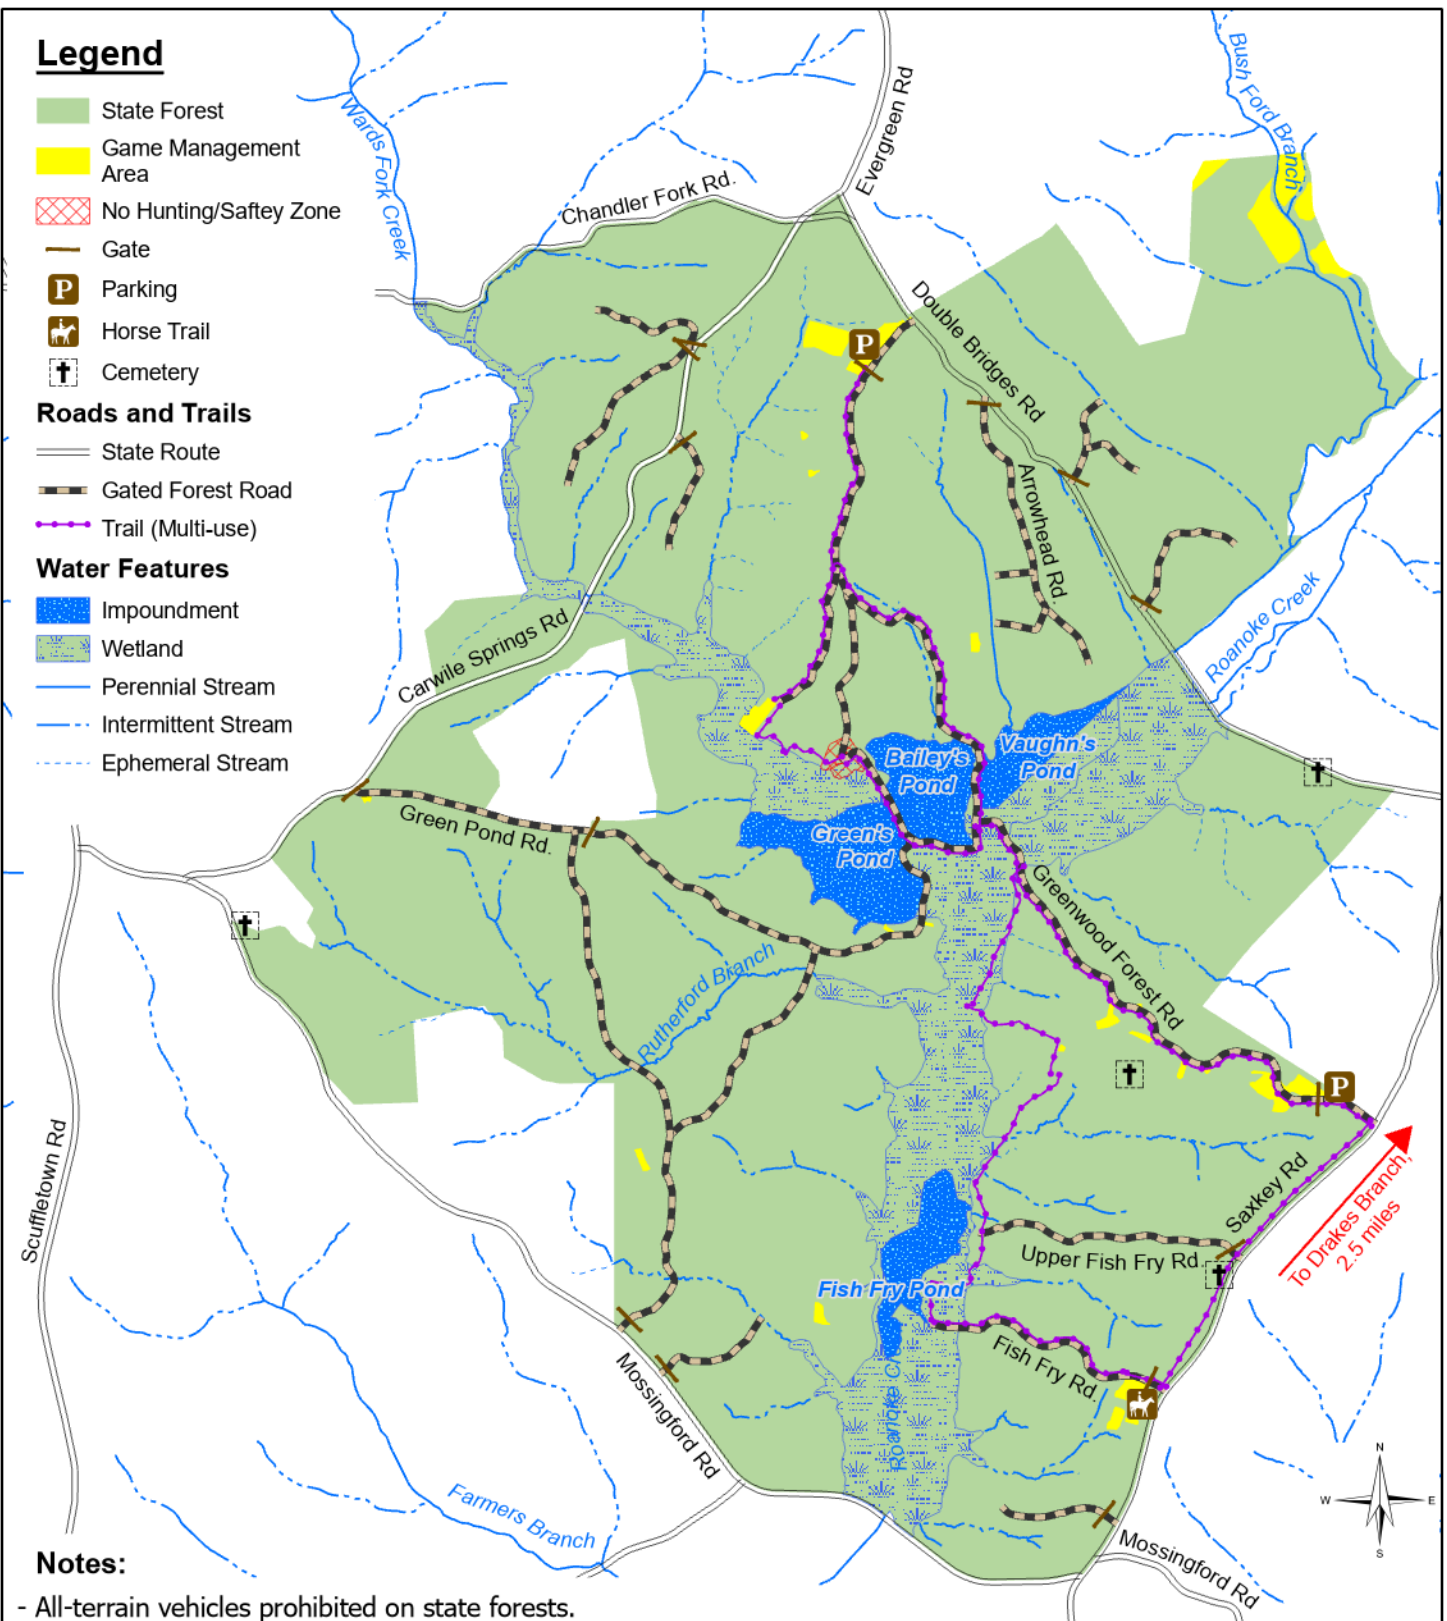 Legend
State Forest
Game Management
Area
No Hunting/Saftey Zone
Gate
P
Parking
Horse Trail
Cemetery
Roads and Trails
State Route
Gated Forest Road
Trail (Multi-use)
Water Features
Impoundment
Wetland
Perennial Stream
Intermittent Stream
Ephemeral Stream
Wards Fork Creek
Chandler Fork Rd.
Evergreen Rd
Bush Ford Branch
P
Double Bridges Rd
Arrowhead Rd.
Roanoke Creek
Carwile Springs Rd
Green Pond Rd.
Bailey's
Pond
Vaughn's
Pond
Green's
Pond
Greenwood Forest Rd
Rutherford Branch
P
Scuffletown Rd
Saxkey Rd
To Drakes Branch,
2.5 miles
Upper Fish Fry Rd.
Fish Fry Pond
Fish Fry Rd.
Mossingford Rd
Roanoke
Farmers Branch
Mossingford Rd
N
W
E
S
Notes:
- All-terrain vehicles prohibited on state forests.